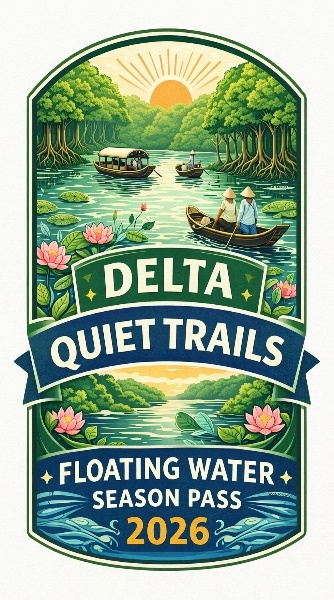 DELTA
QUIET TRAILS
FLOATING WATER
SEASON PASS
2026